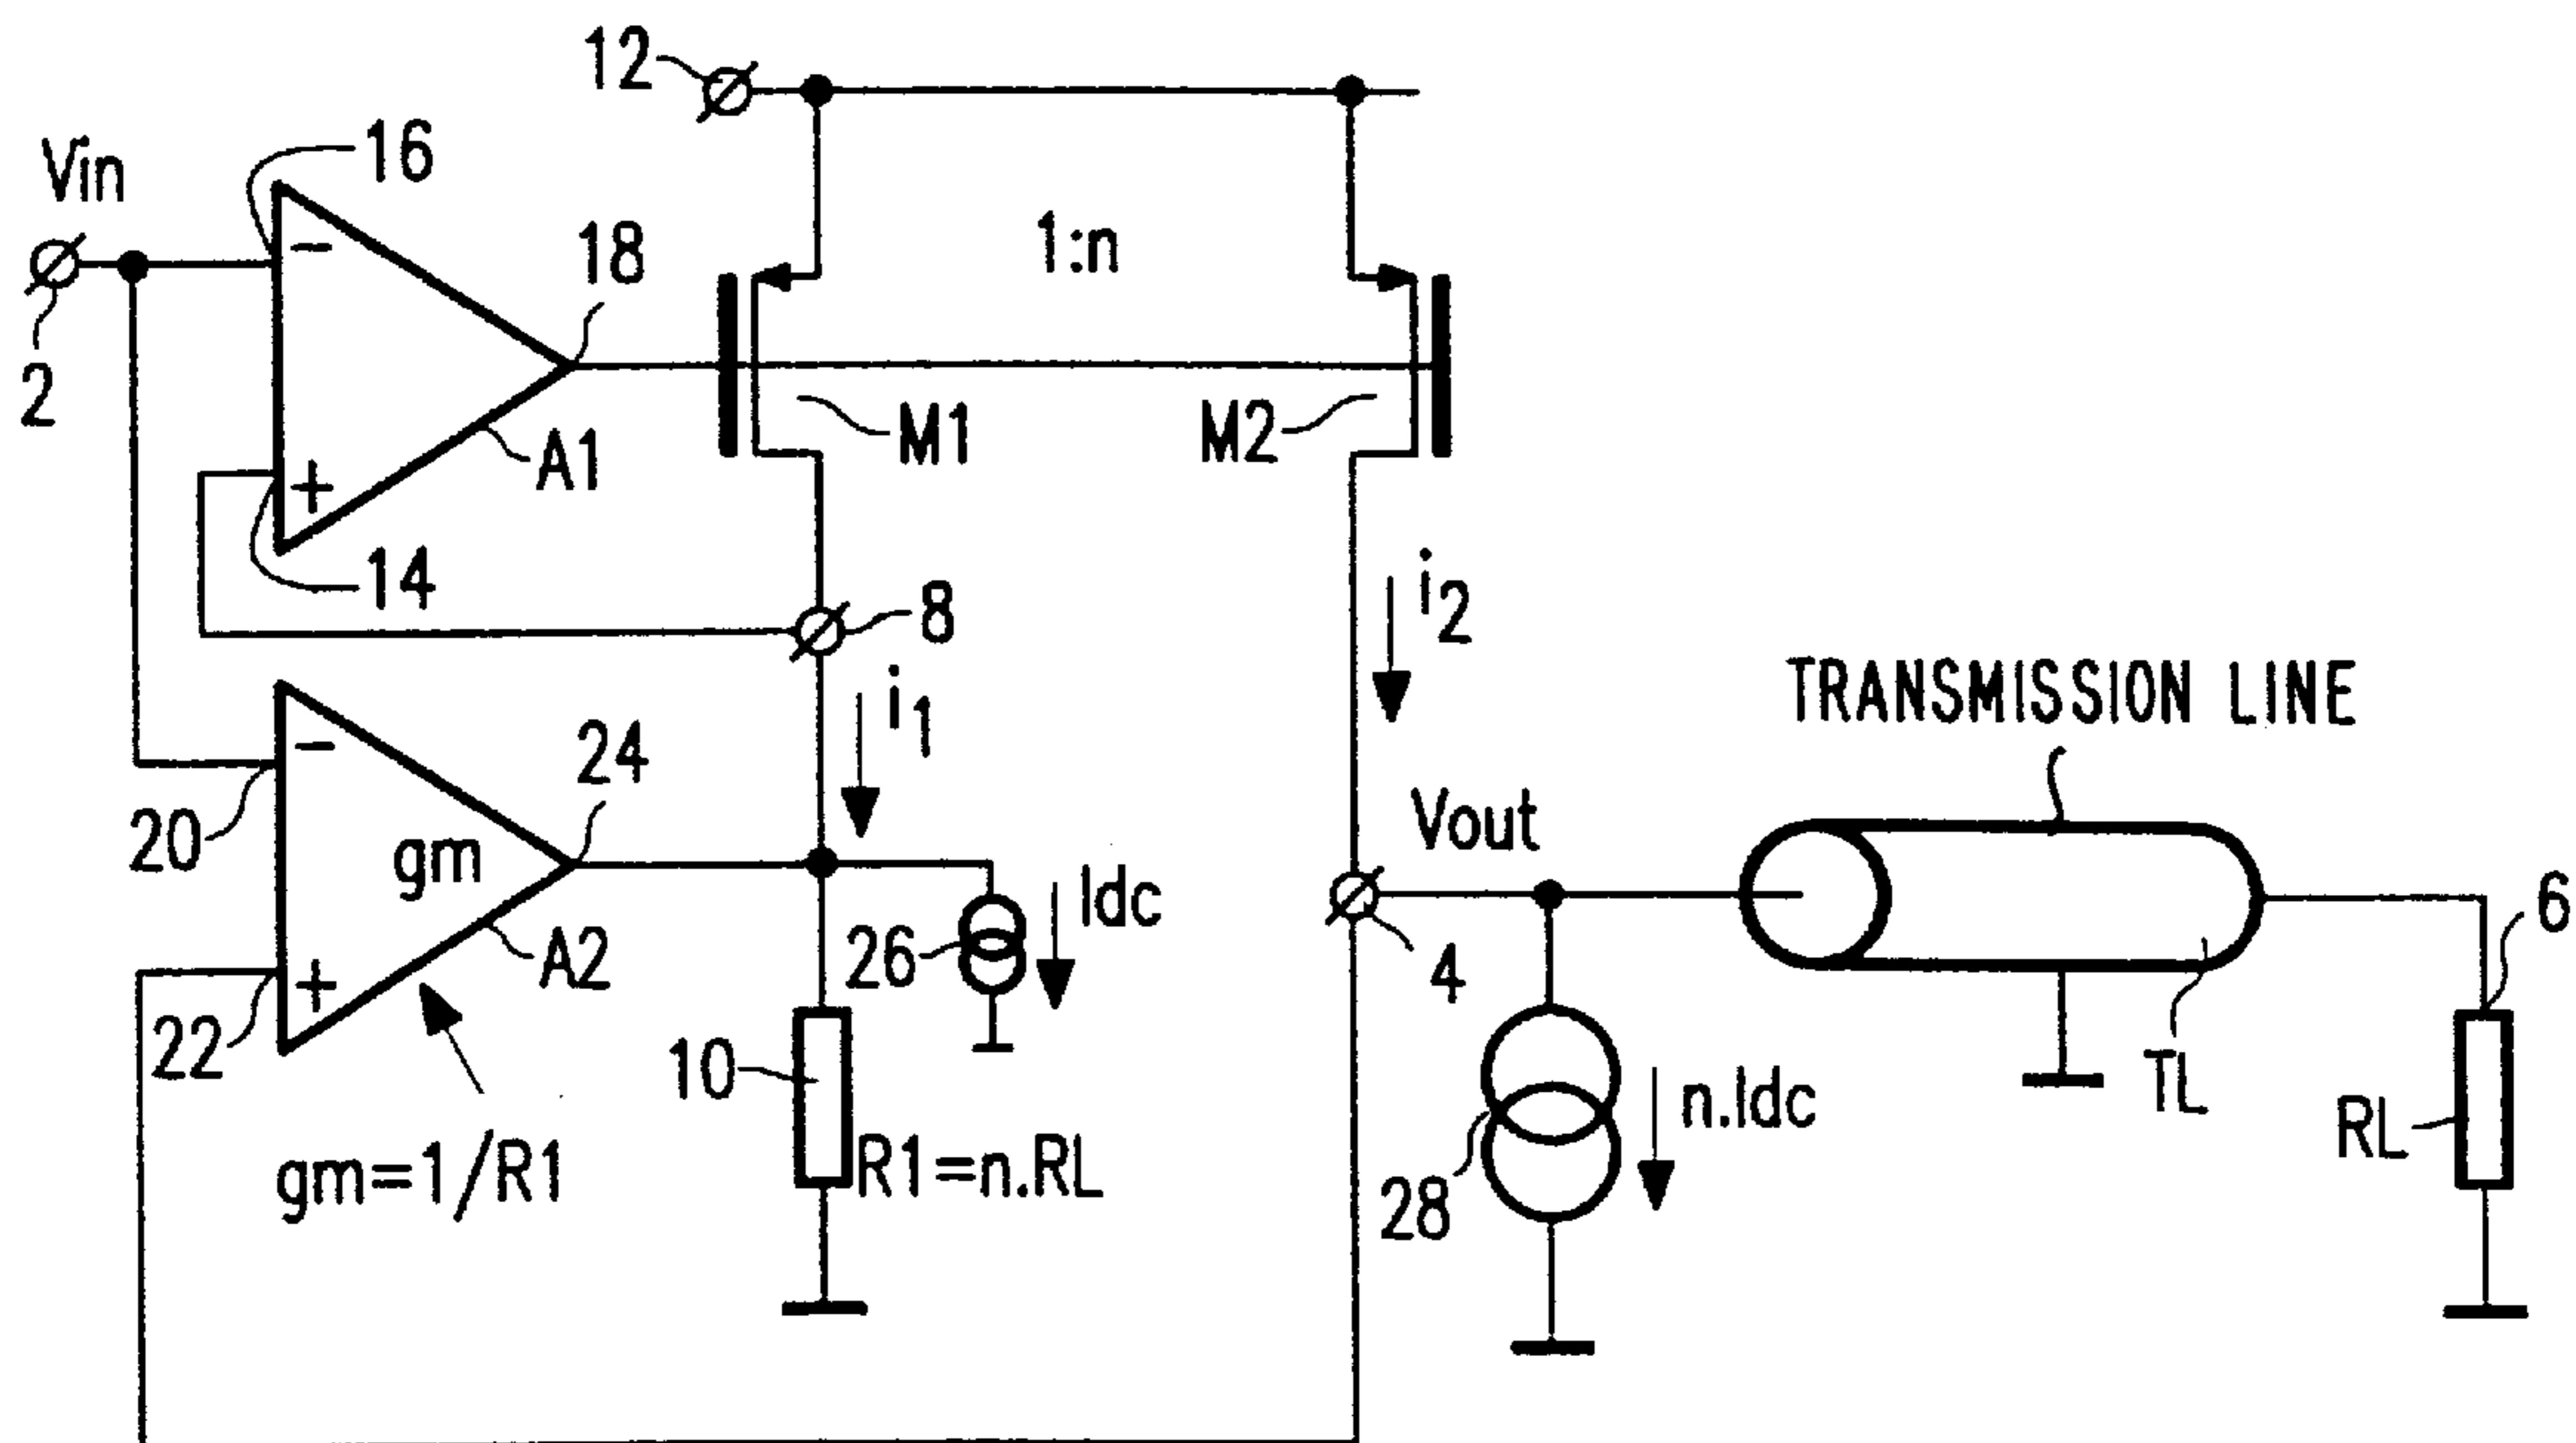 12
Vin
16
-
18
1:n
2
M1
M2
A1
+
14
8
i2
i1
TRANSMISSION LINE
-
24
20
gm
Vout
Idc
6
26
A2
4
+
22
10
n.Idc
TL
gm=1/R1
R1=n.RL
28
RL